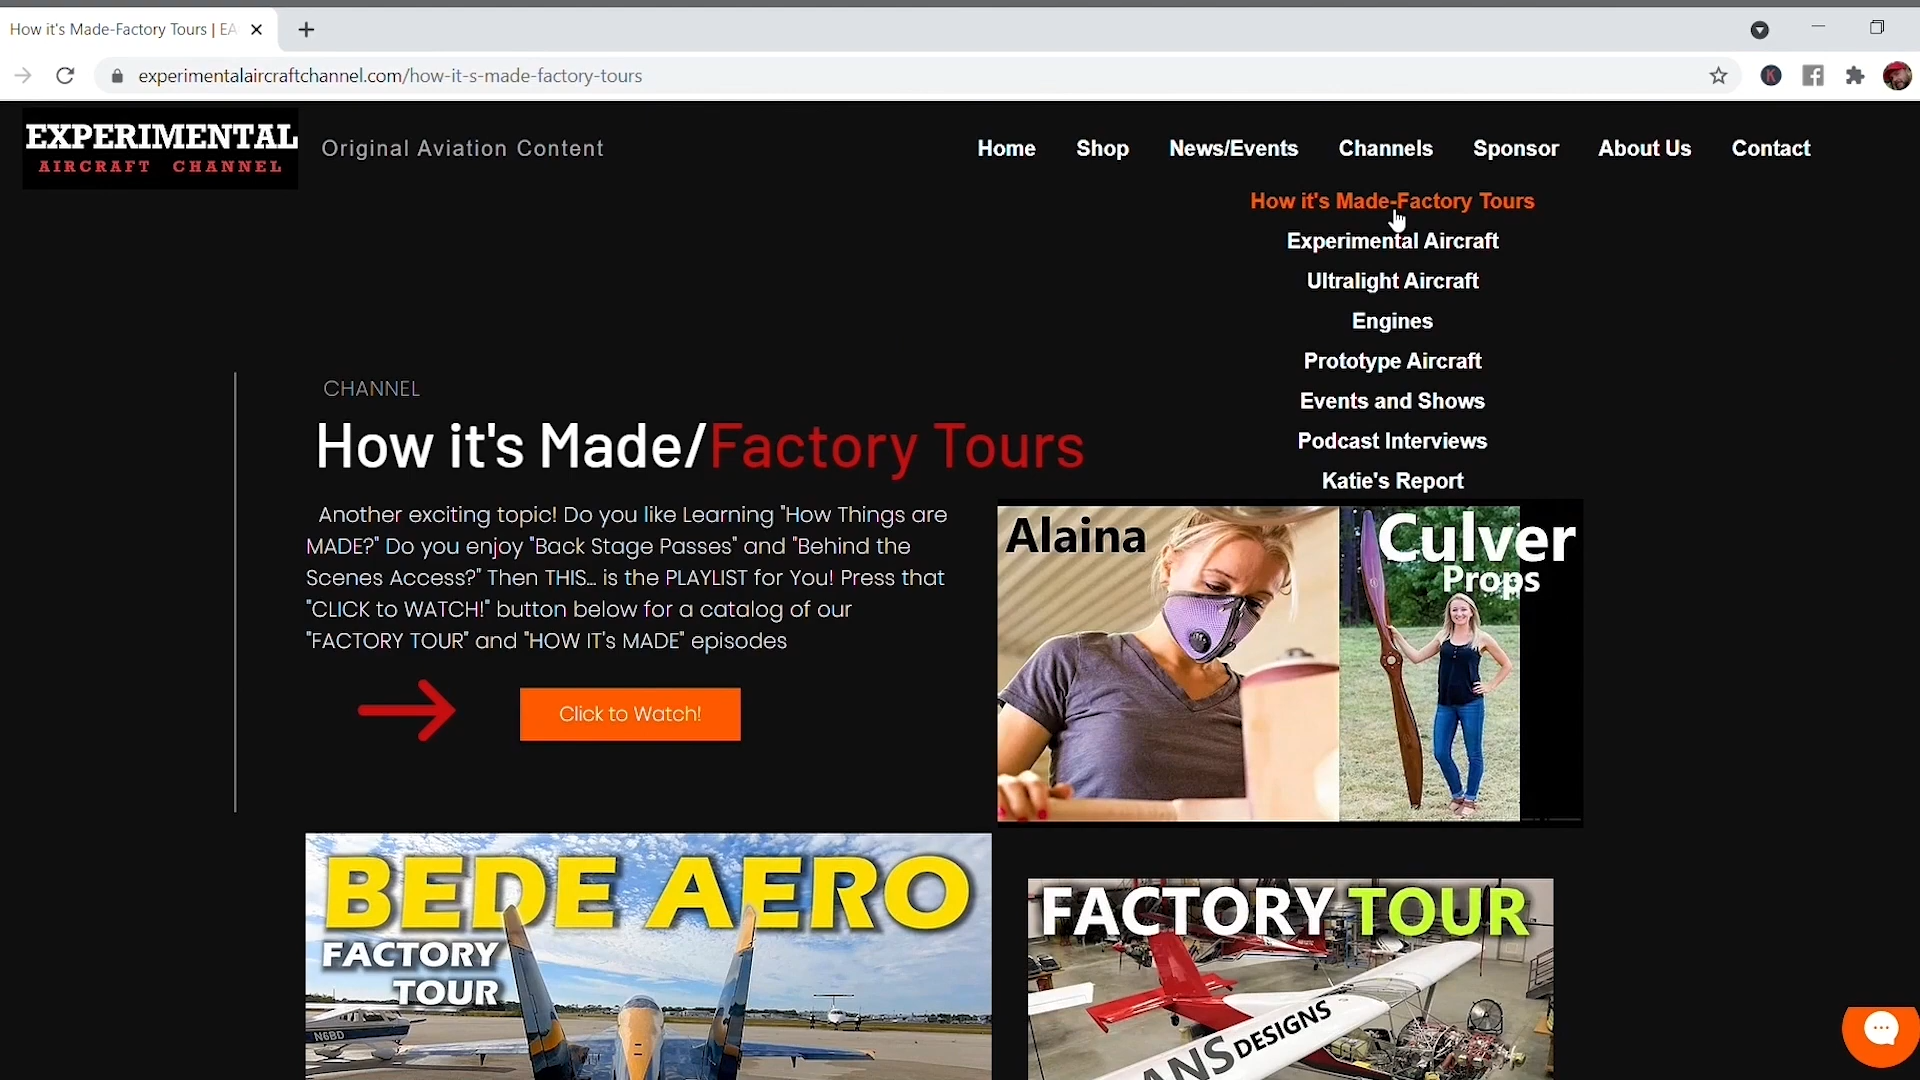 How it's Made-Factory Tours | EA
experimentalaircraftchannel.com/how-it-s-made-factory-tours
K
EXPERIMENTAL
AIRCRAFT CHANNEL
Original Aviation Content
Home Shop News/Events Channels Sponsor About Us Contact
How it's Made-Factory Tours
Experimental Aircraft
Ultralight Aircraft
Engines
Prototype Aircraft
Events and Shows
Podcast Interviews
Katie's Report
CHANNEL
How it's Made/Factory Tours
Another exciting topic! Do you like Learning "How Things are
MADE?" Do you enjoy "Back Stage Passes" and "Behind the
Scenes Access?" Then THIS... is the PLAYLIST for You! Press that
"CLICK to WATCH!" button below for a catalog of our
"FACTORY TOUR" and "HOW IT's MADE" episodes
Click to Watch!
Alaina
Culver
Props
BEDE AERO
FACTORY
TOUR
N6BD
FACTORY TOUR
ANS DESIGNS